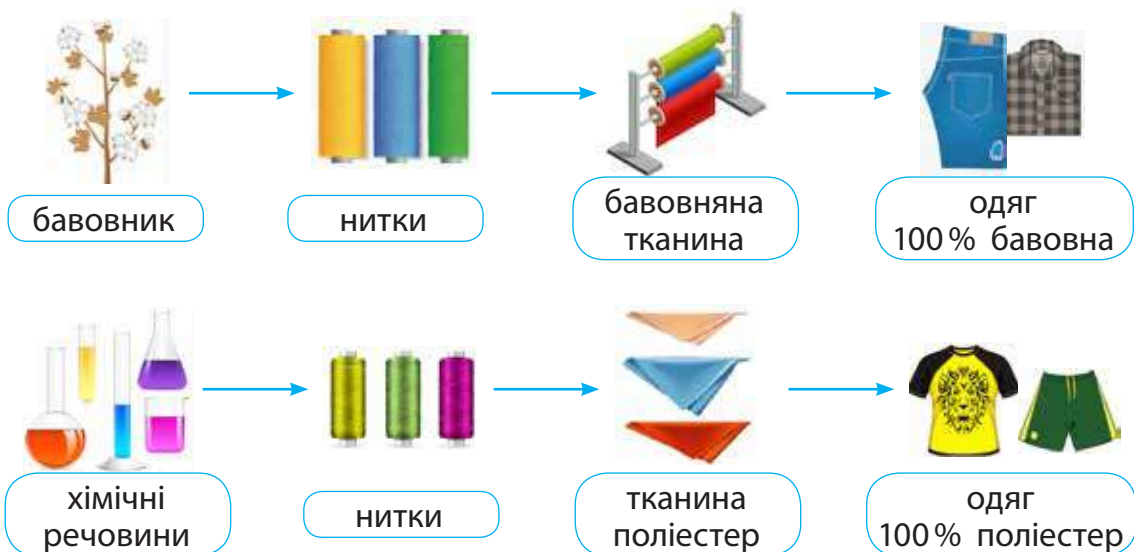 бавовник
нитки
бавовняна
тканина
одяг
100 % бавовна
хімічні
речовини
нитки
тканина
поліестер
одяг
100 % поліестер